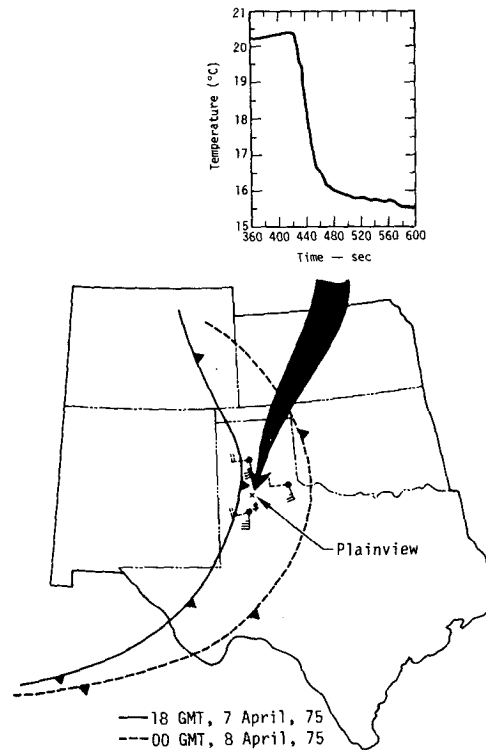 21
20
19
18
17
16
15
Temperature (°C)
360 400 440 480 520 560 600
Time — sec
Plainview
18 GMT, 7 April, 75
00 GMT, 8 April, 75